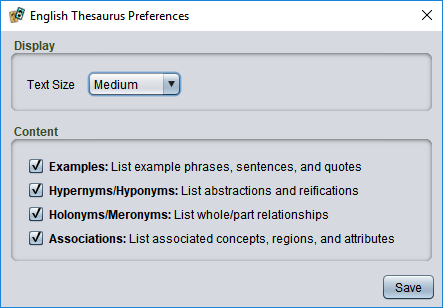 English Thesaurus Preferences
Display
Text Size Medium
Content
Examples: List example phrases, sentences, and quotes
Hypernyms/Hyponyms: List abstractions and reifications
Holonyms/Meronyms: List whole/part relationships
Associations: List associated concepts, regions, and attributes
Save